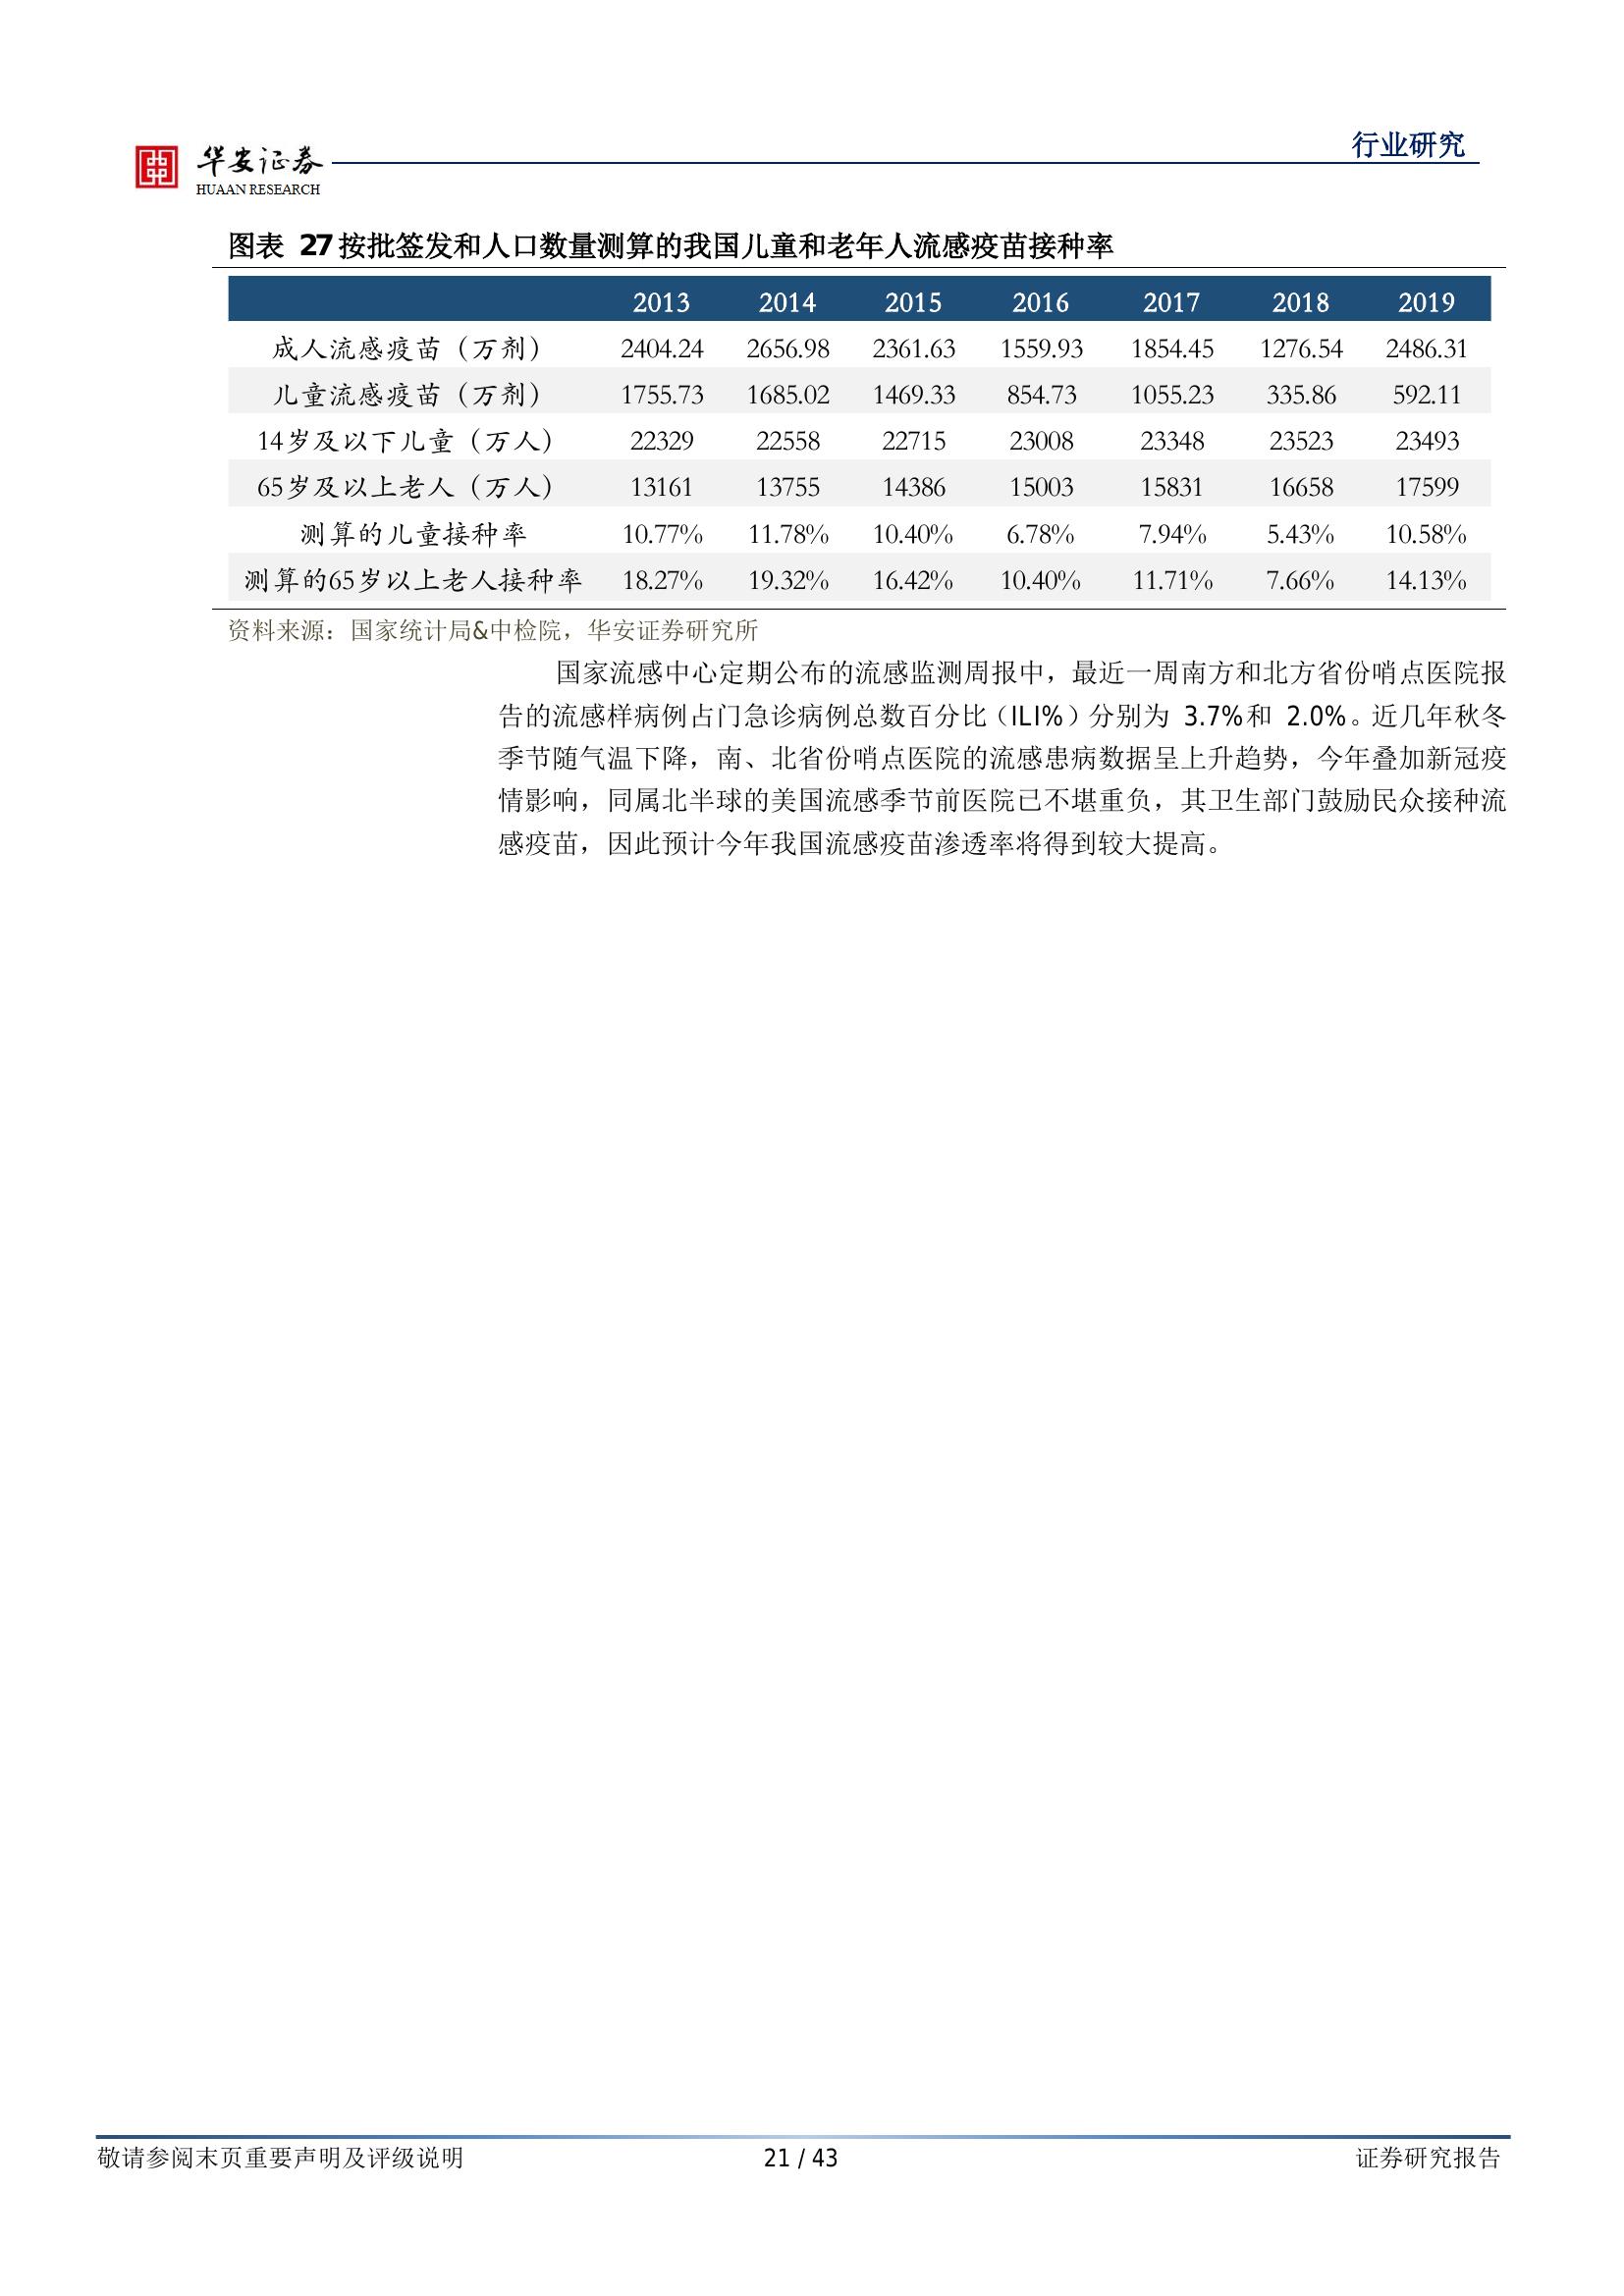 华安证券
HUAAN RESEARCH
行业研究
图表 27 按批签发和人口数量测算的我国儿童和老年人流感疫苗接种率
2013 2014 2015 2016 2017 2018 2019
成人流感疫苗（万剂） 2404.24 2656.98 2361.63 1559.93 1854.45 1276.54 2486.31
儿童流感疫苗（万剂） 1755.73 1685.02 1469.33 854.73 1055.23 335.86 592.11
14岁及以下儿童（万人） 22329 22558 22715 23008 23348 23523 23493
65岁及以上老人（万人） 13161 13755 14386 15003 15831 16658 17599
测算的儿童接种率 10.77% 11.78% 10.40% 6.78% 7.94% 5.43% 10.58%
测算的65岁以上老人接种率 18.27% 19.32% 16.42% 10.40% 11.71% 7.66% 14.13%
资料来源：国家统计局&中检院，华安证券研究所
国家流感中心定期公布的流感监测周报中，最近一周南方和北方省份哨点医院报
告的流感样病例占门急诊病例总数百分比（ILI%）分别为 3.7%和 2.0%。近几年秋冬
季节随气温下降，南、北省份哨点医院的流感患病数据呈上升趋势，今年叠加新冠疫
情影响，同属北半球的美国流感季节前医院已不堪重负，其卫生部门鼓励民众接种流
感疫苗，因此预计今年我国流感疫苗渗透率将得到较大提高。
敬请参阅末页重要声明及评级说明
21 / 43
证券研究报告